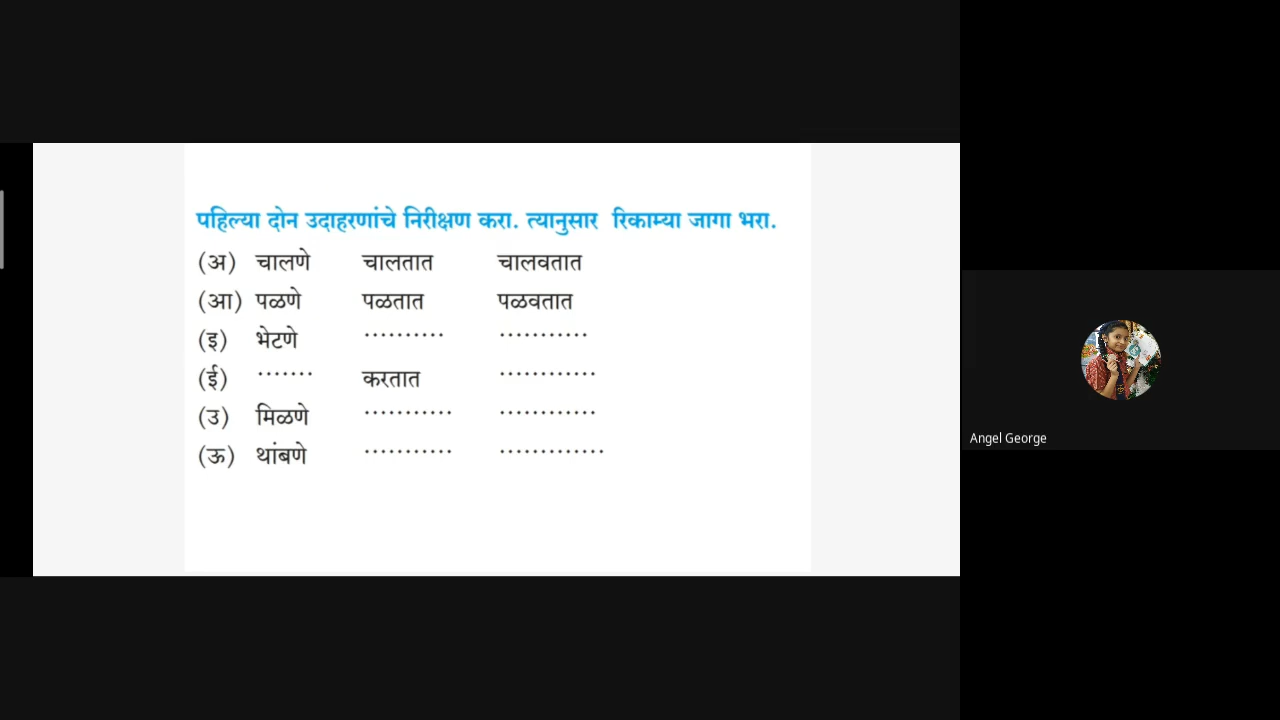 पहिल्या दोन उदाहरणांचे निरीक्षण करा. त्यानुसार रिकाम्या जागा भरा.
(अ) चालणे चालतात चालवतात
(आ) पळणे पळतात पळवतात
(इ) भेटणे .......... ...........
(ई) ....... करतात ............
(उ) मिळणे ........... ............
(ऊ) थांबणे ........... .............
Angel George